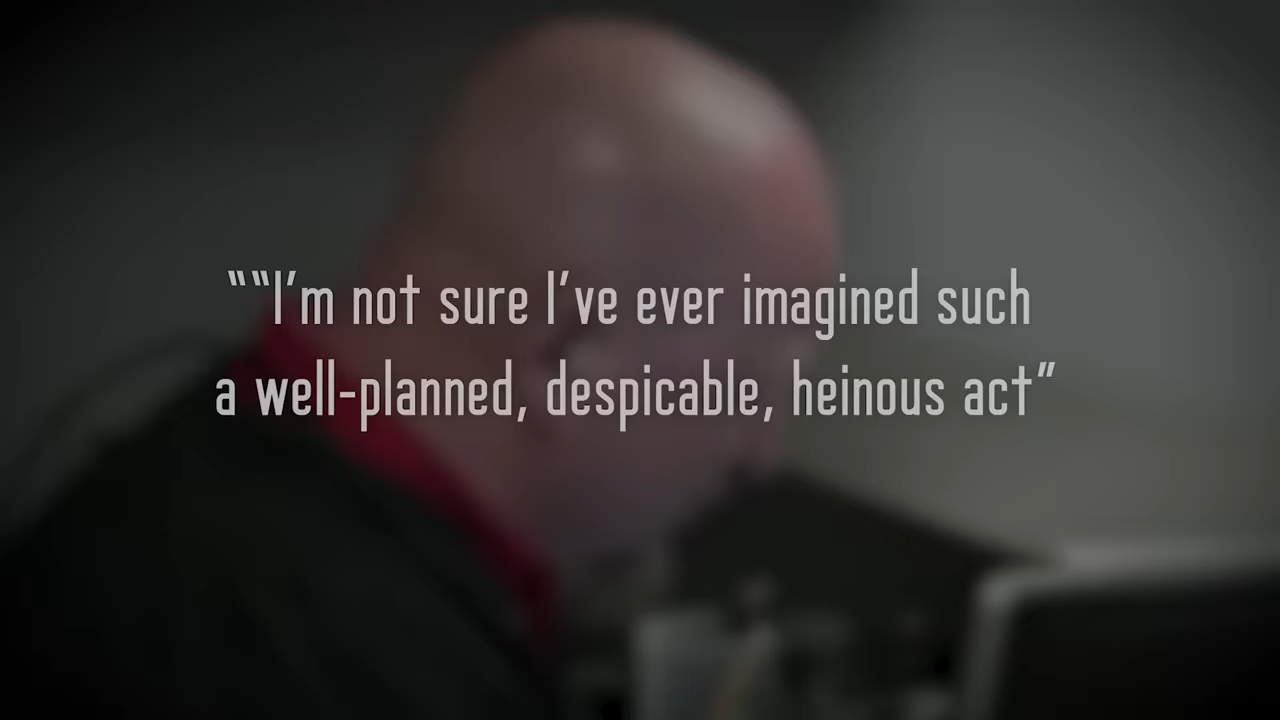 ““I’m not sure I’ve ever imagined such
a well-planned, despicable, heinous act”